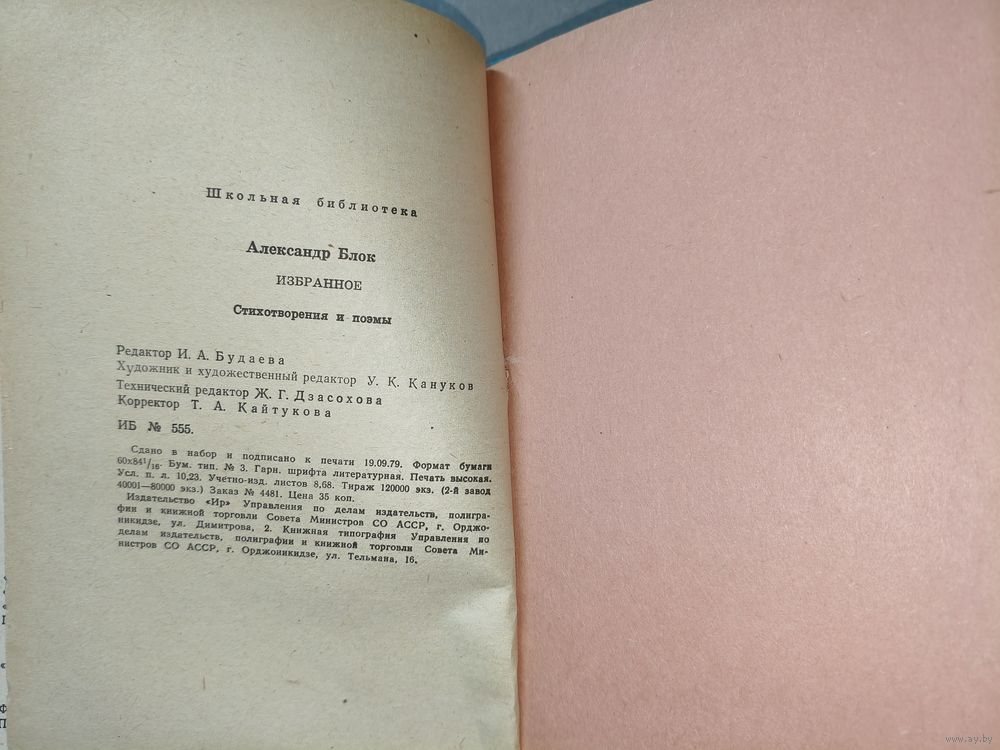 Школьная библиотека
Александр Блок
ИЗБРАННОЕ
Стихотворения и поэмы
Редактор И. А. Будаева
Художник и художественный редактор У. К. Кануков
Технический редактор Ж. Г. Дзасохова
Корректор Т. А. Кайтукова
ИБ № 555.
Сдано в набор и подписано к печати 19.09.79. Формат бумаги
60х84¹/₁₆. Бум. тип. № 3. Гарн. шрифта литературная. Печать высокая.
Усл. п. л. 10,23. Учётно-изд. листов 8,68. Тираж 120000 экз. (2-й завод
40001—80000 экз.) Заказ № 4481. Цена 35 коп.
Издательство «Ир» Управления по делам издательств, полигра-
фии и книжной торговли Совета Министров СО АССР, г. Орджо-
никидзе, ул. Димитрова, 2. Книжная типография Управления по
делам издательств, полиграфии и книжной торговли Совета Ми-
нистров СО АССР, г. Орджоникидзе, ул. Тельмана, 16.
www.ay.by